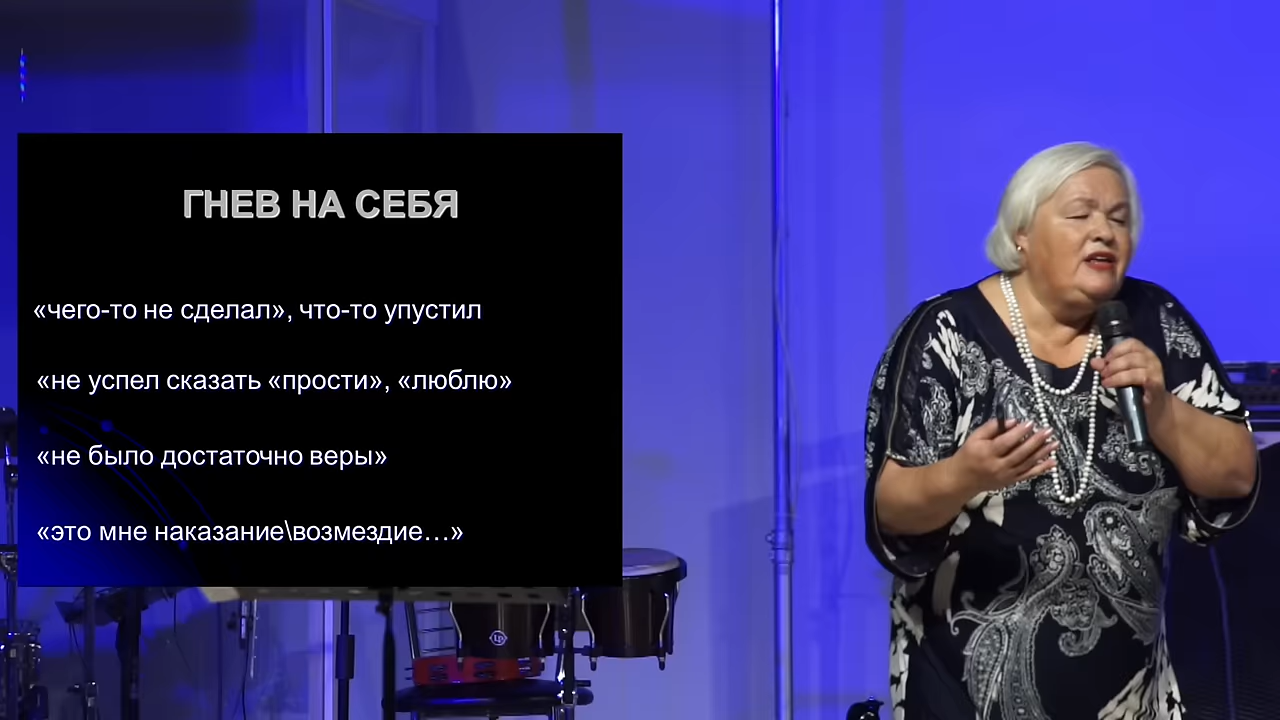 ГНЕВ НА СЕБЯ
«чего-то не сделал», что-то упустил
«не успел сказать «прости», «люблю»
«не было достаточно веры»
«это мне наказание\возмездие…»
LP